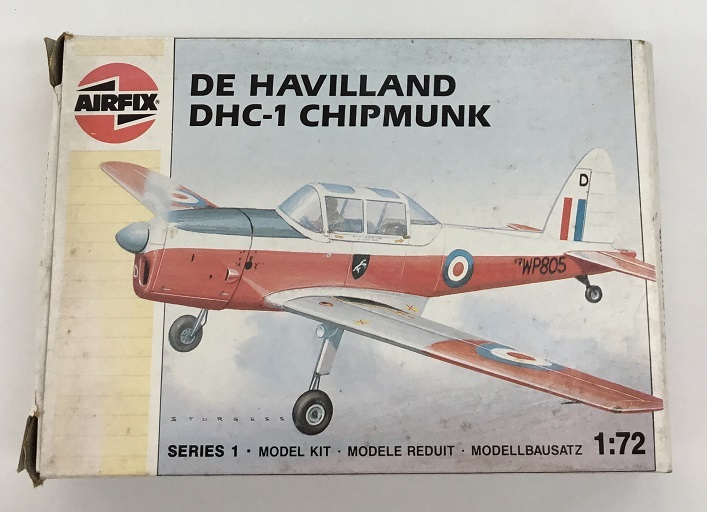 AIRFIX
DE HAVILLAND
DHC-1 CHIPMUNK
D
WP805
STURGESS
SERIES 1 · MODEL KIT · MODELE REDUIT · MODELLBAUSATZ 1:72